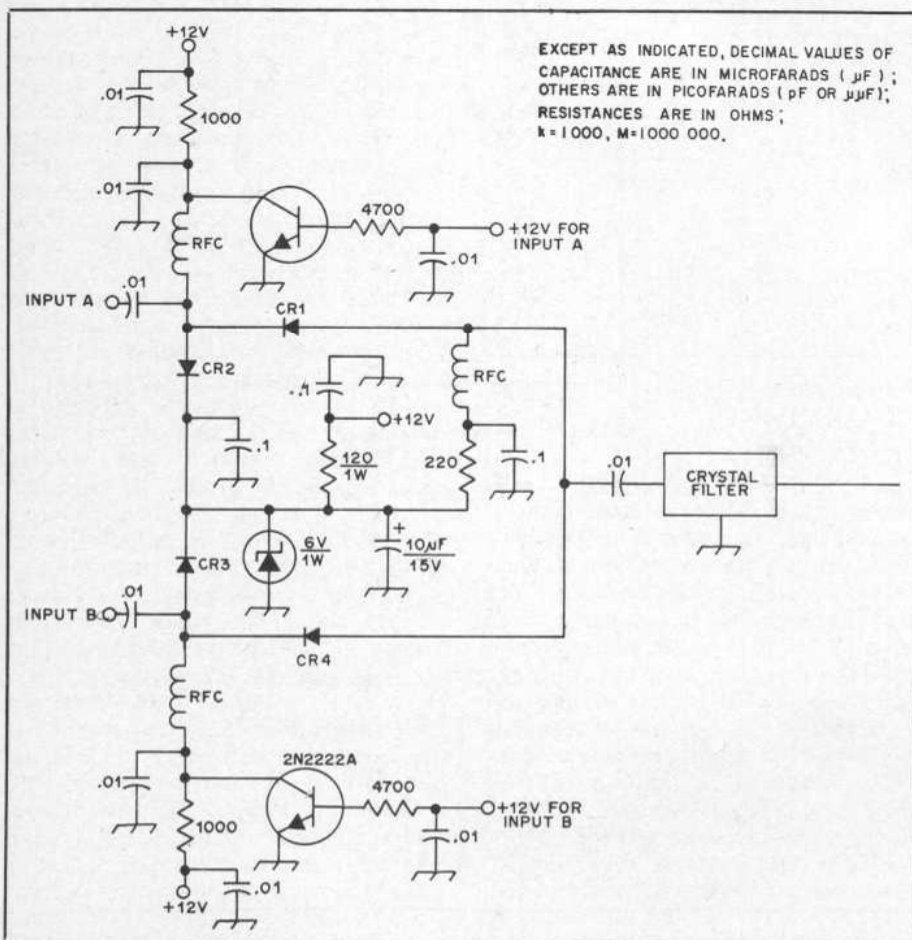 +12V
EXCEPT AS INDICATED, DECIMAL VALUES OF
CAPACITANCE ARE IN MICROFARADS ( µF ) ;
OTHERS ARE IN PICOFARADS ( pF OR µµF);
RESISTANCES ARE IN OHMS;
k=1000, M=1000 000.
.01
1000
.01
4700
+12V FOR
INPUT A
.01
RFC
INPUT A
.01
CR1
CR2
RFC
.1
+12V
.1
120
1W
220
.1
.01
CRYSTAL
FILTER
6V
1W
+
10µF
15V
CR3
INPUT B
.01
CR4
RFC
2N2222A
4700
.01
+12V FOR
INPUT B
.01
1000
.01
+12V